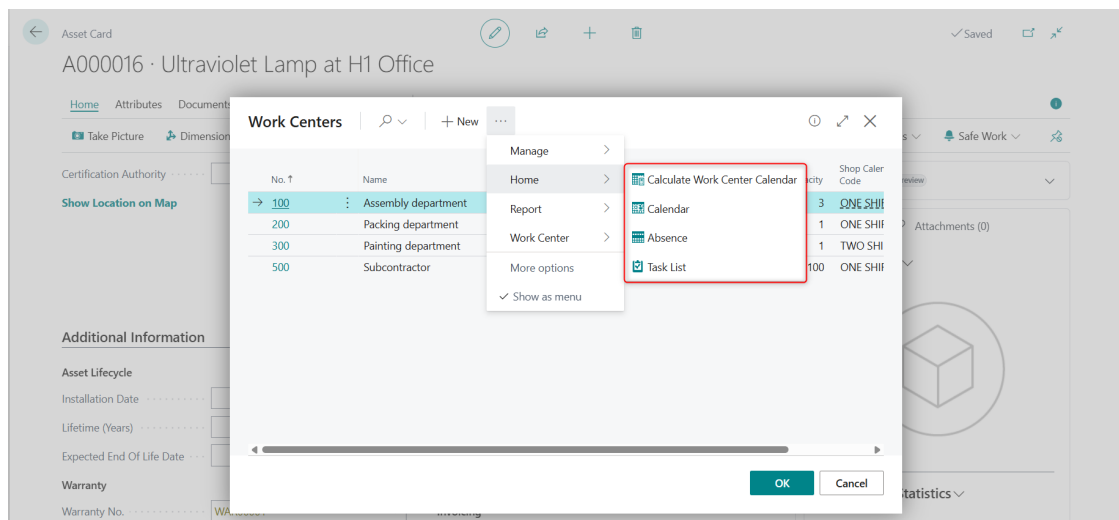 Asset Card
Saved
A000016 · Ultraviolet Lamp at H1 Office
Home Attributes Documents
Take Picture Dimension
Safe Work
Certification Authority
Show Location on Map
Attachments (0)
Additional Information
Asset Lifecycle
Installation Date
Lifetime (Years)
Expected End Of Life Date
Warranty
Warranty No.
Work Centers
+ New
No. ↑ Name Shop Caler
Code
→ 100 Assembly department 3 ONE SHIF
200 Packing department 1 ONE SHIF
300 Painting department 1 TWO SHI
500 Subcontractor 100 ONE SHIF
Manage
Home
Report
Work Center
More options
Show as menu
Calculate Work Center Calendar
Calendar
Absence
Task List
OK Cancel